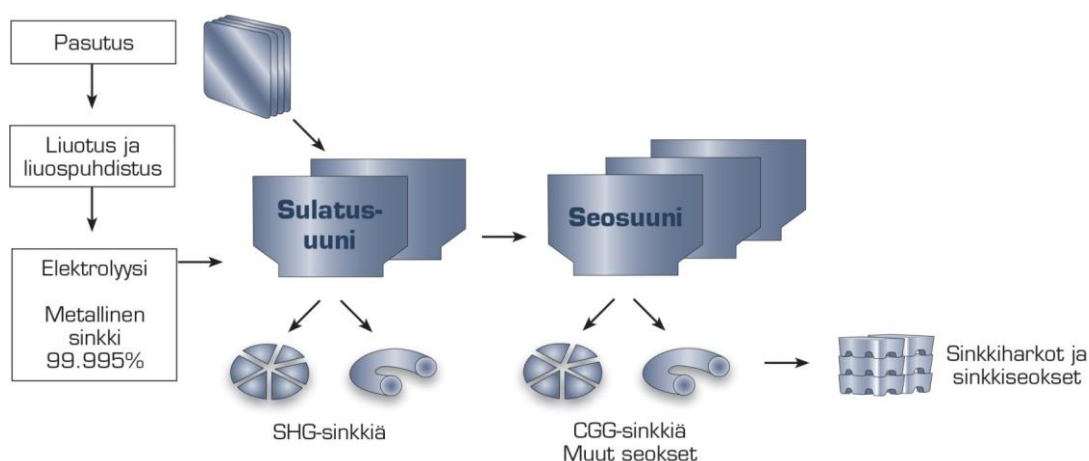 Pasutus
Liuotus ja
liuospuhdistus
Elektrolyysi
Metallinen
sinkki
99.995%
Sulatus-
uuni
Seosuuni
SHG-sinkkiä
CGG-sinkkiä
Muut seokset
Sinkkiharkot ja
sinkkiseokset